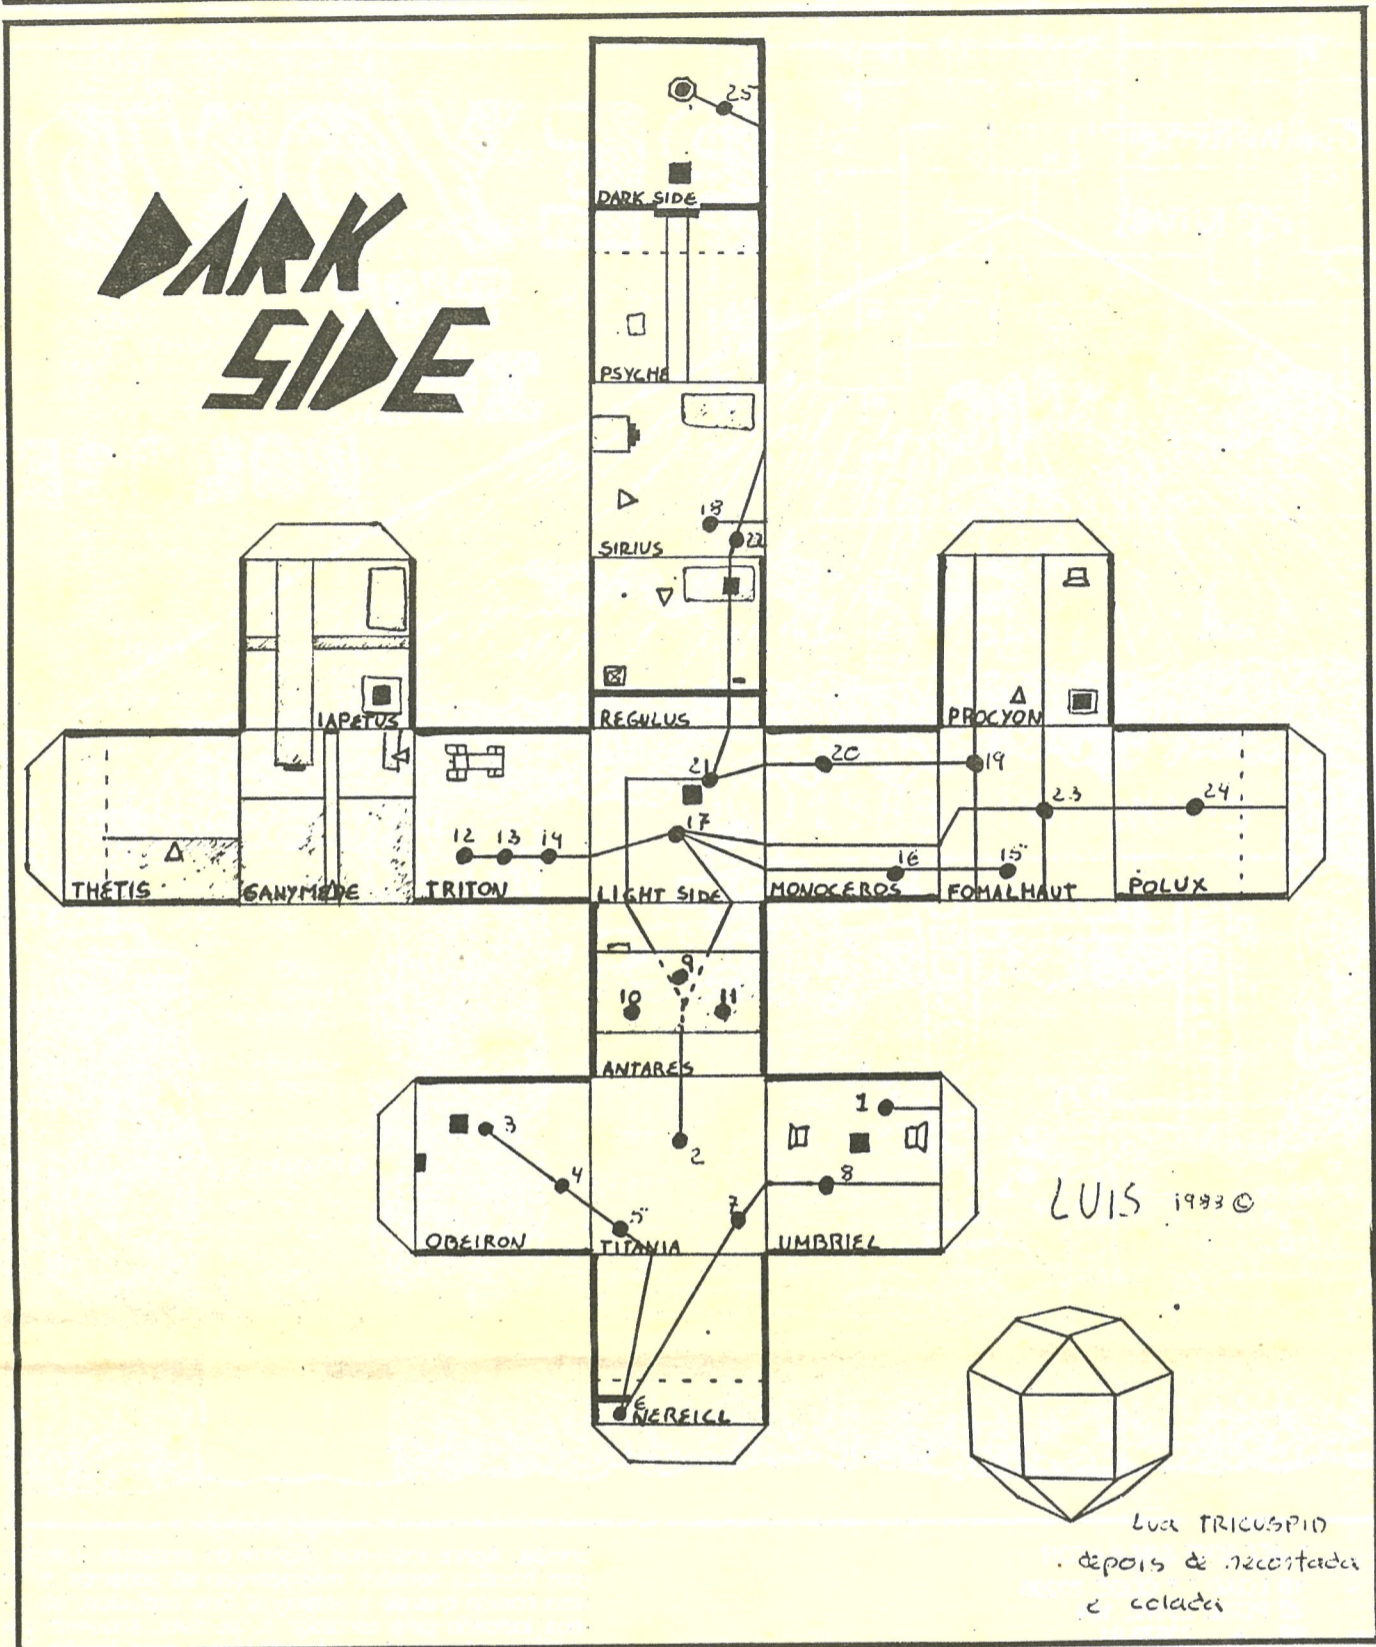 DARK
SIDE
25
DARK SIDE
PSYCHE
18
22
SIRIUS
IAPETUS
REGULUS
PROCYON
21
20
19
12
13
14
17
23
24
16
15
THETIS
GANYMEDE
TRITON
LIGHT SIDE
MONOCEROS
FOMALHAUT
POLUX
9
10
11
ANTARES
1
3
2
4
8
5
7
OBEIRON
TITANIA
UMBRIEL
LUIS
©
NEREICL
Lua TRICUSPID
depois de recortada
e colada